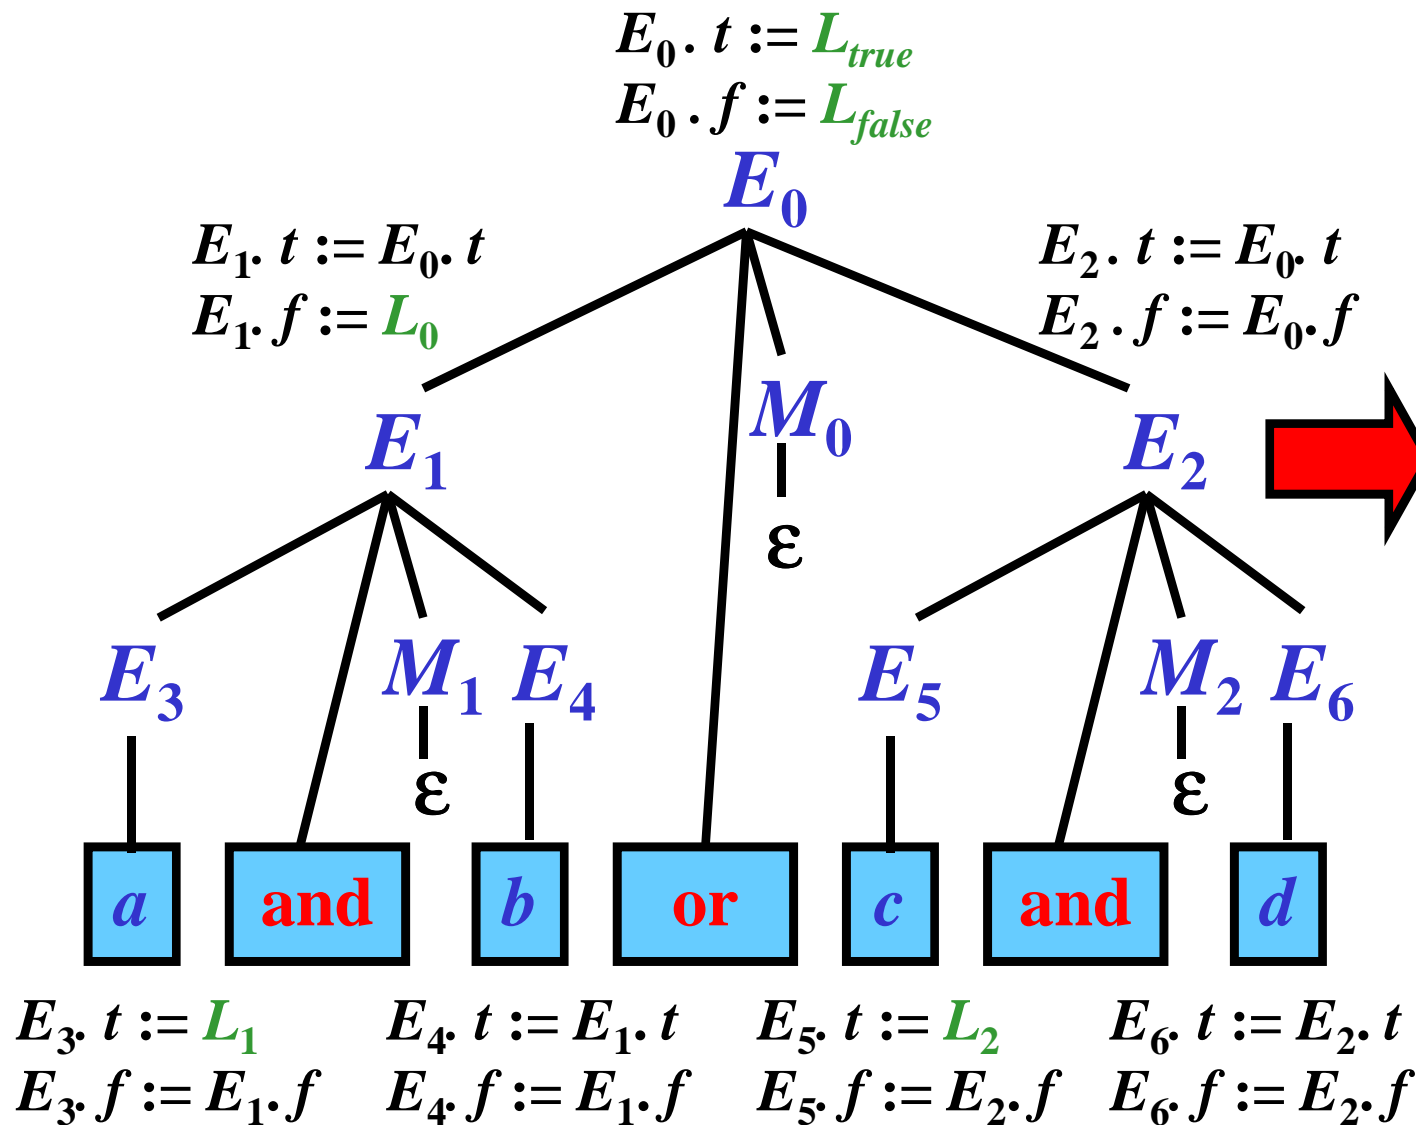 E₀. t := L_true
E₀. f := L_false
E₀
E₁. t := E₀. t
E₁. f := L₀
E₂. t := E₀. t
E₂. f := E₀. f
M₀
E₁
E₂
ε
E₃ M₁ E₄ E₅ M₂ E₆
ε ε
a and b or c and d
E₃. t := L₁ E₄. t := E₁. t E₅. t := L₂ E₆. t := E₂. t
E₃. f := E₁. f E₄. f := E₁. f E₅. f := E₂. f E₆. f := E₂. f